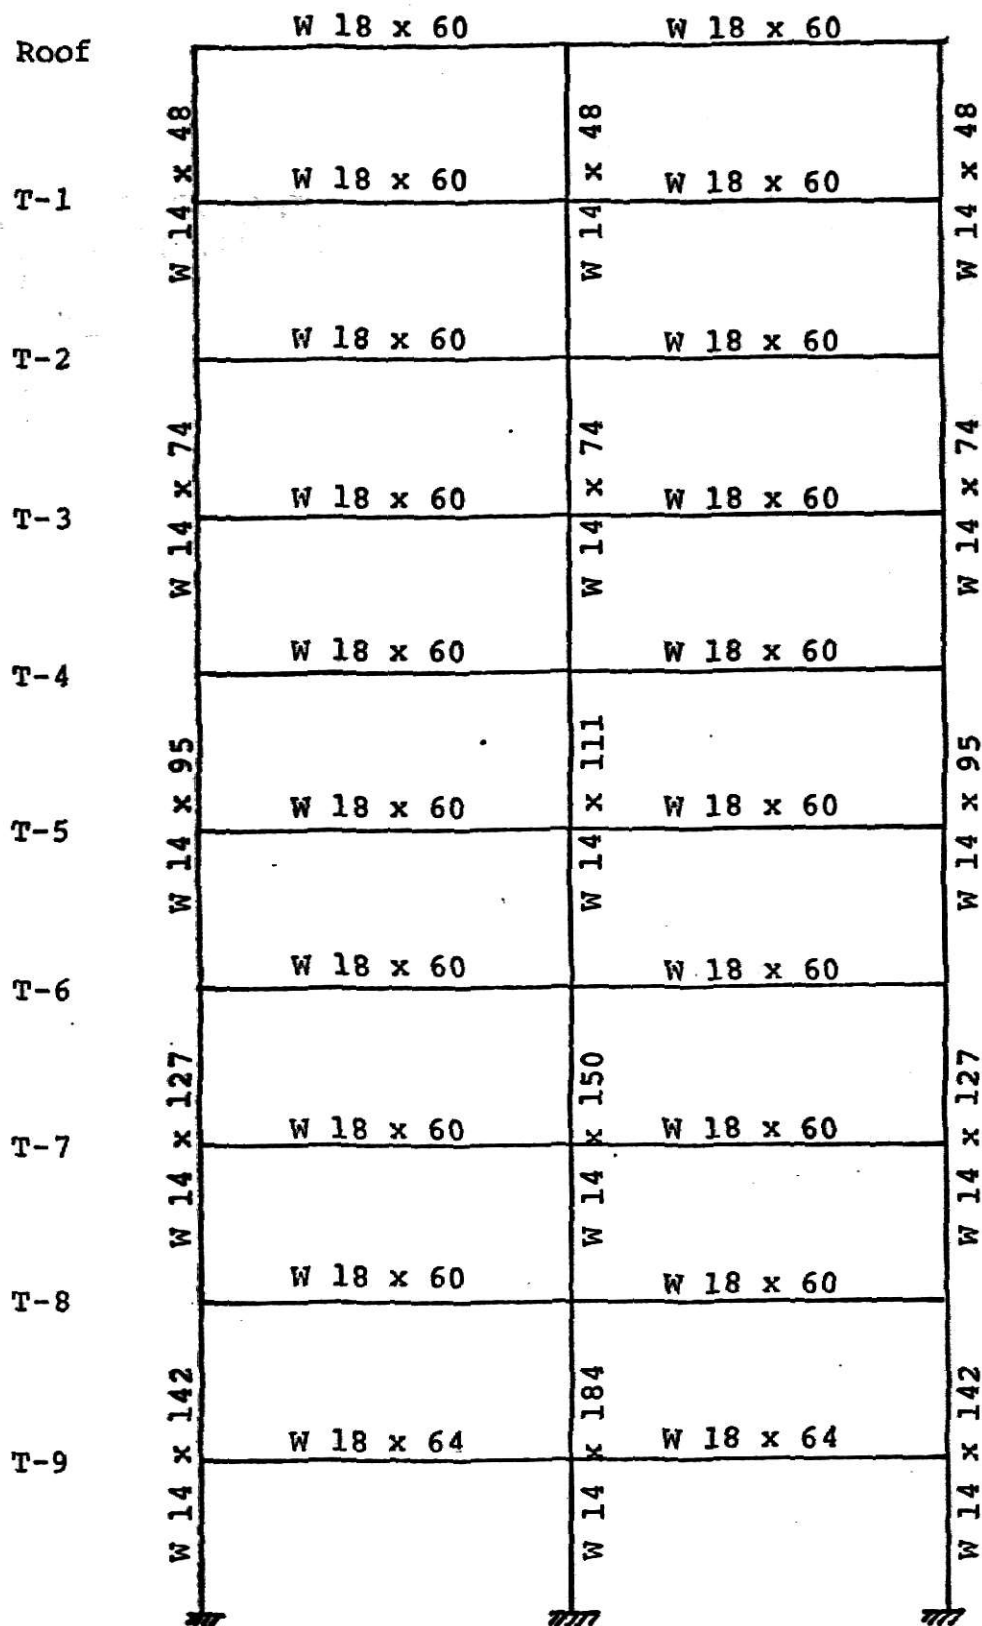 W 18 x 60 W 18 x 60
Roof
W 14 x 48 W 14 x 48 W 14 x 48
T-1 W 18 x 60 W 18 x 60
T-2 W 18 x 60 W 18 x 60
W 14 x 74 W 14 x 74 W 14 x 74
T-3 W 18 x 60 W 18 x 60
T-4 W 18 x 60 W 18 x 60
W 14 x 95 W 14 x 111 W 14 x 95
T-5 W 18 x 60 W 18 x 60
T-6 W 18 x 60 W 18 x 60
W 14 x 127 W 14 x 150 W 14 x 127
T-7 W 18 x 60 W 18 x 60
T-8 W 18 x 60 W 18 x 60
W 14 x 142 W 14 x 184 W 14 x 142
T-9 W 18 x 64 W 18 x 64